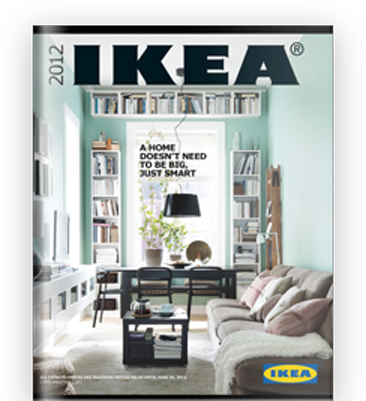 2012
IKEA®
A HOME
DOESN'T NEED
TO BE BIG,
JUST SMART
IKEA